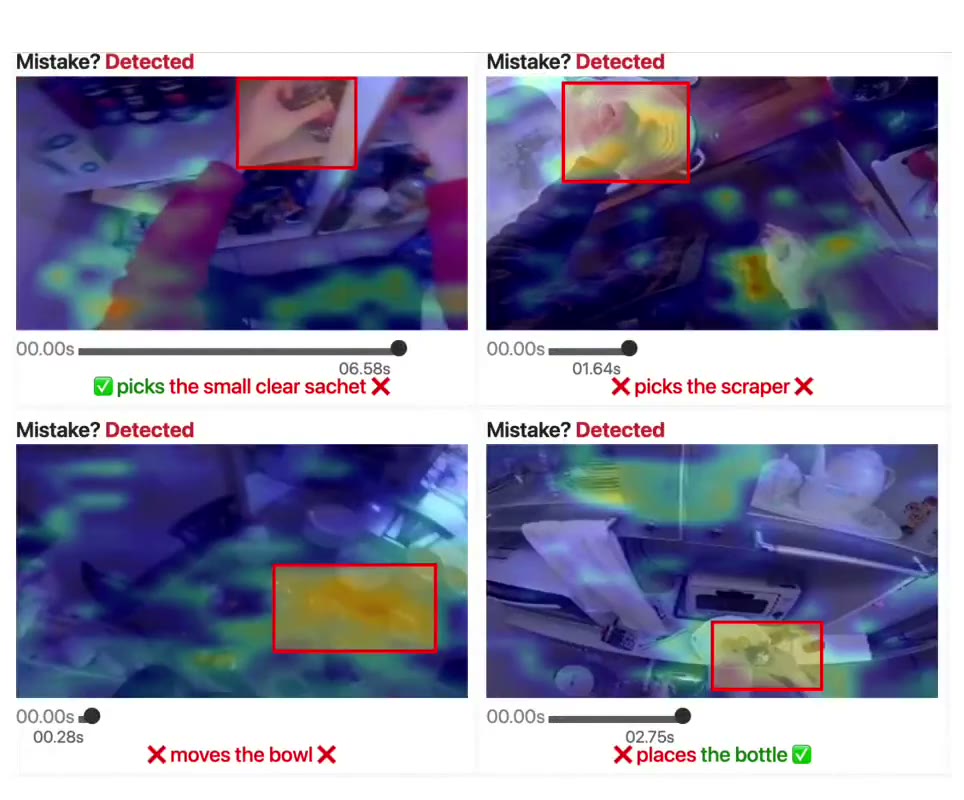 Mistake? Detected
00.00s
06.58s
✅ picks the small clear sachet ❌
Mistake? Detected
00.00s
01.64s
❌ picks the scraper ❌
Mistake? Detected
00.00s
00.28s
❌ moves the bowl ❌
Mistake? Detected
00.00s
02.75s
❌ places the bottle ✅